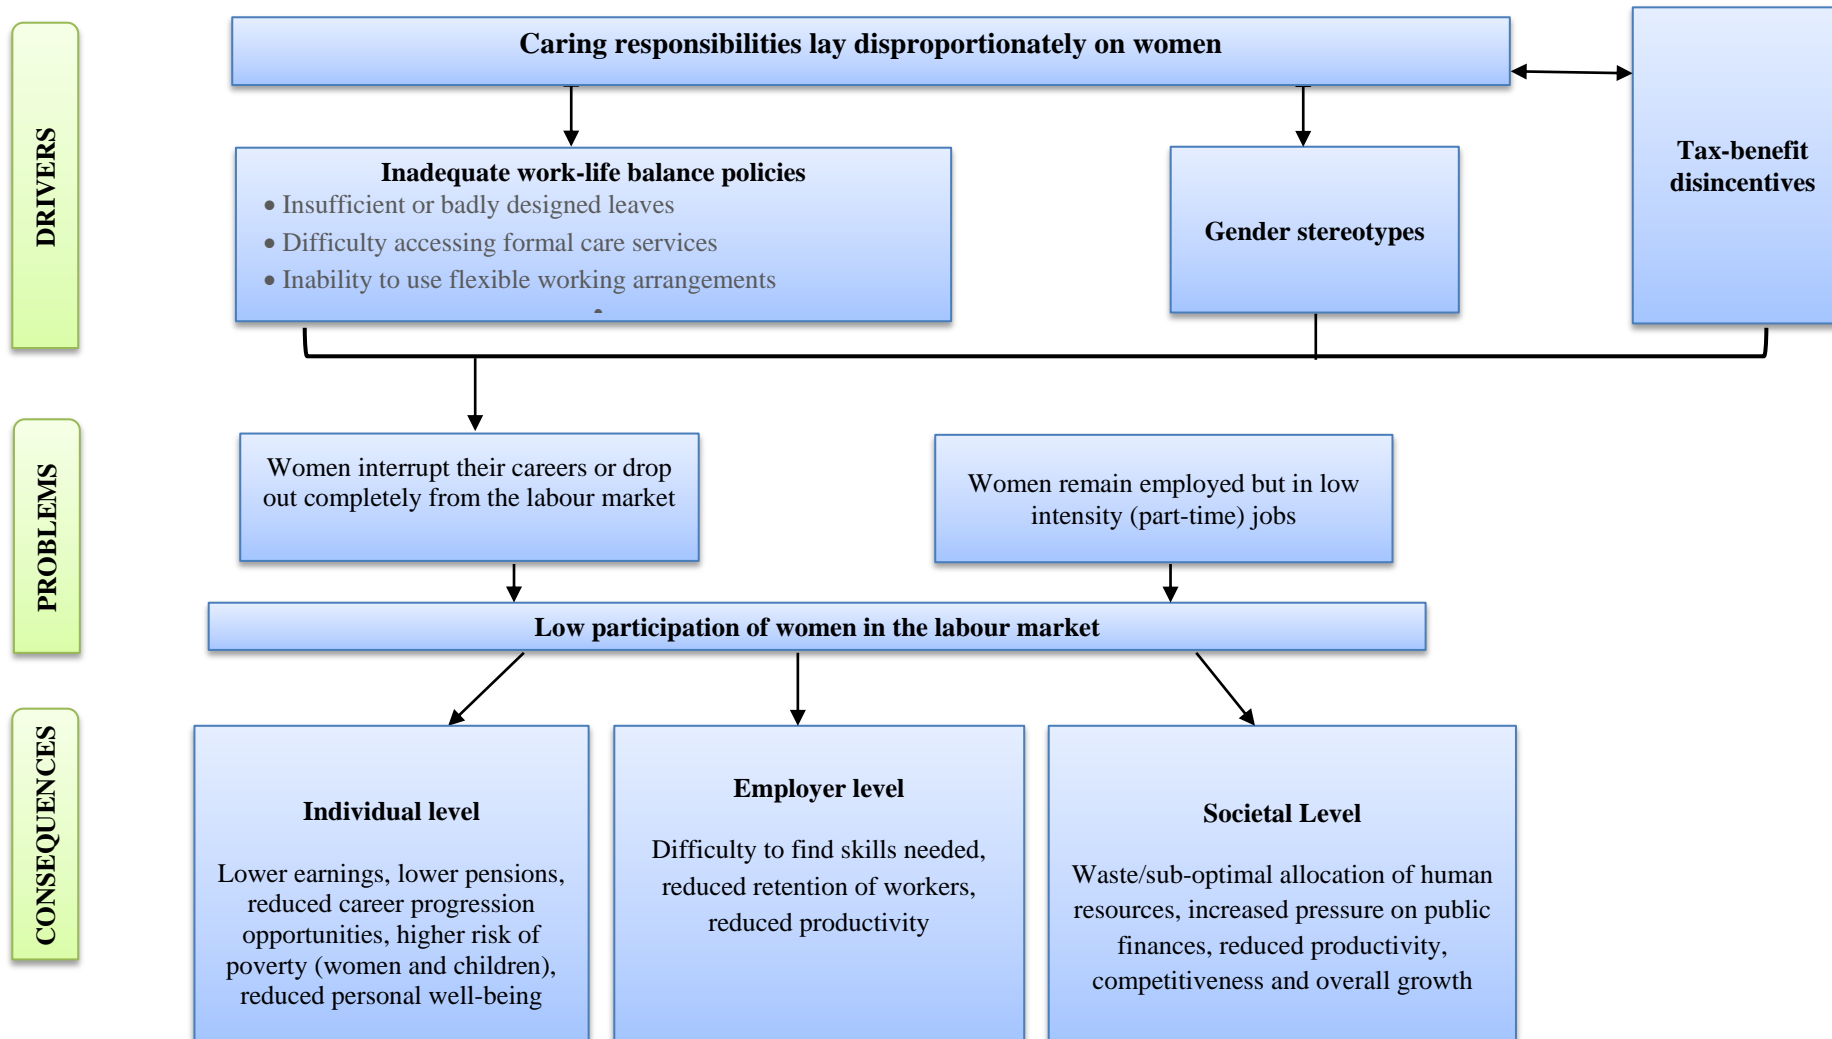 DRIVERS
Caring responsibilities lay disproportionately on women
Inadequate work-life balance policies
• Insufficient or badly designed leaves
• Difficulty accessing formal care services
• Inability to use flexible working arrangements
•
Gender stereotypes
Tax-benefit
disincentives
PROBLEMS
Women interrupt their careers or drop
out completely from the labour market
Women remain employed but in low
intensity (part-time) jobs
Low participation of women in the labour market
CONSEQUENCES
Individual level
Lower earnings, lower pensions,
reduced career progression
opportunities, higher risk of
poverty (women and children),
reduced personal well-being
Employer level
Difficulty to find skills needed,
reduced retention of workers,
reduced productivity
Societal Level
Waste/sub-optimal allocation of human
resources, increased pressure on public
finances, reduced productivity,
competitiveness and overall growth